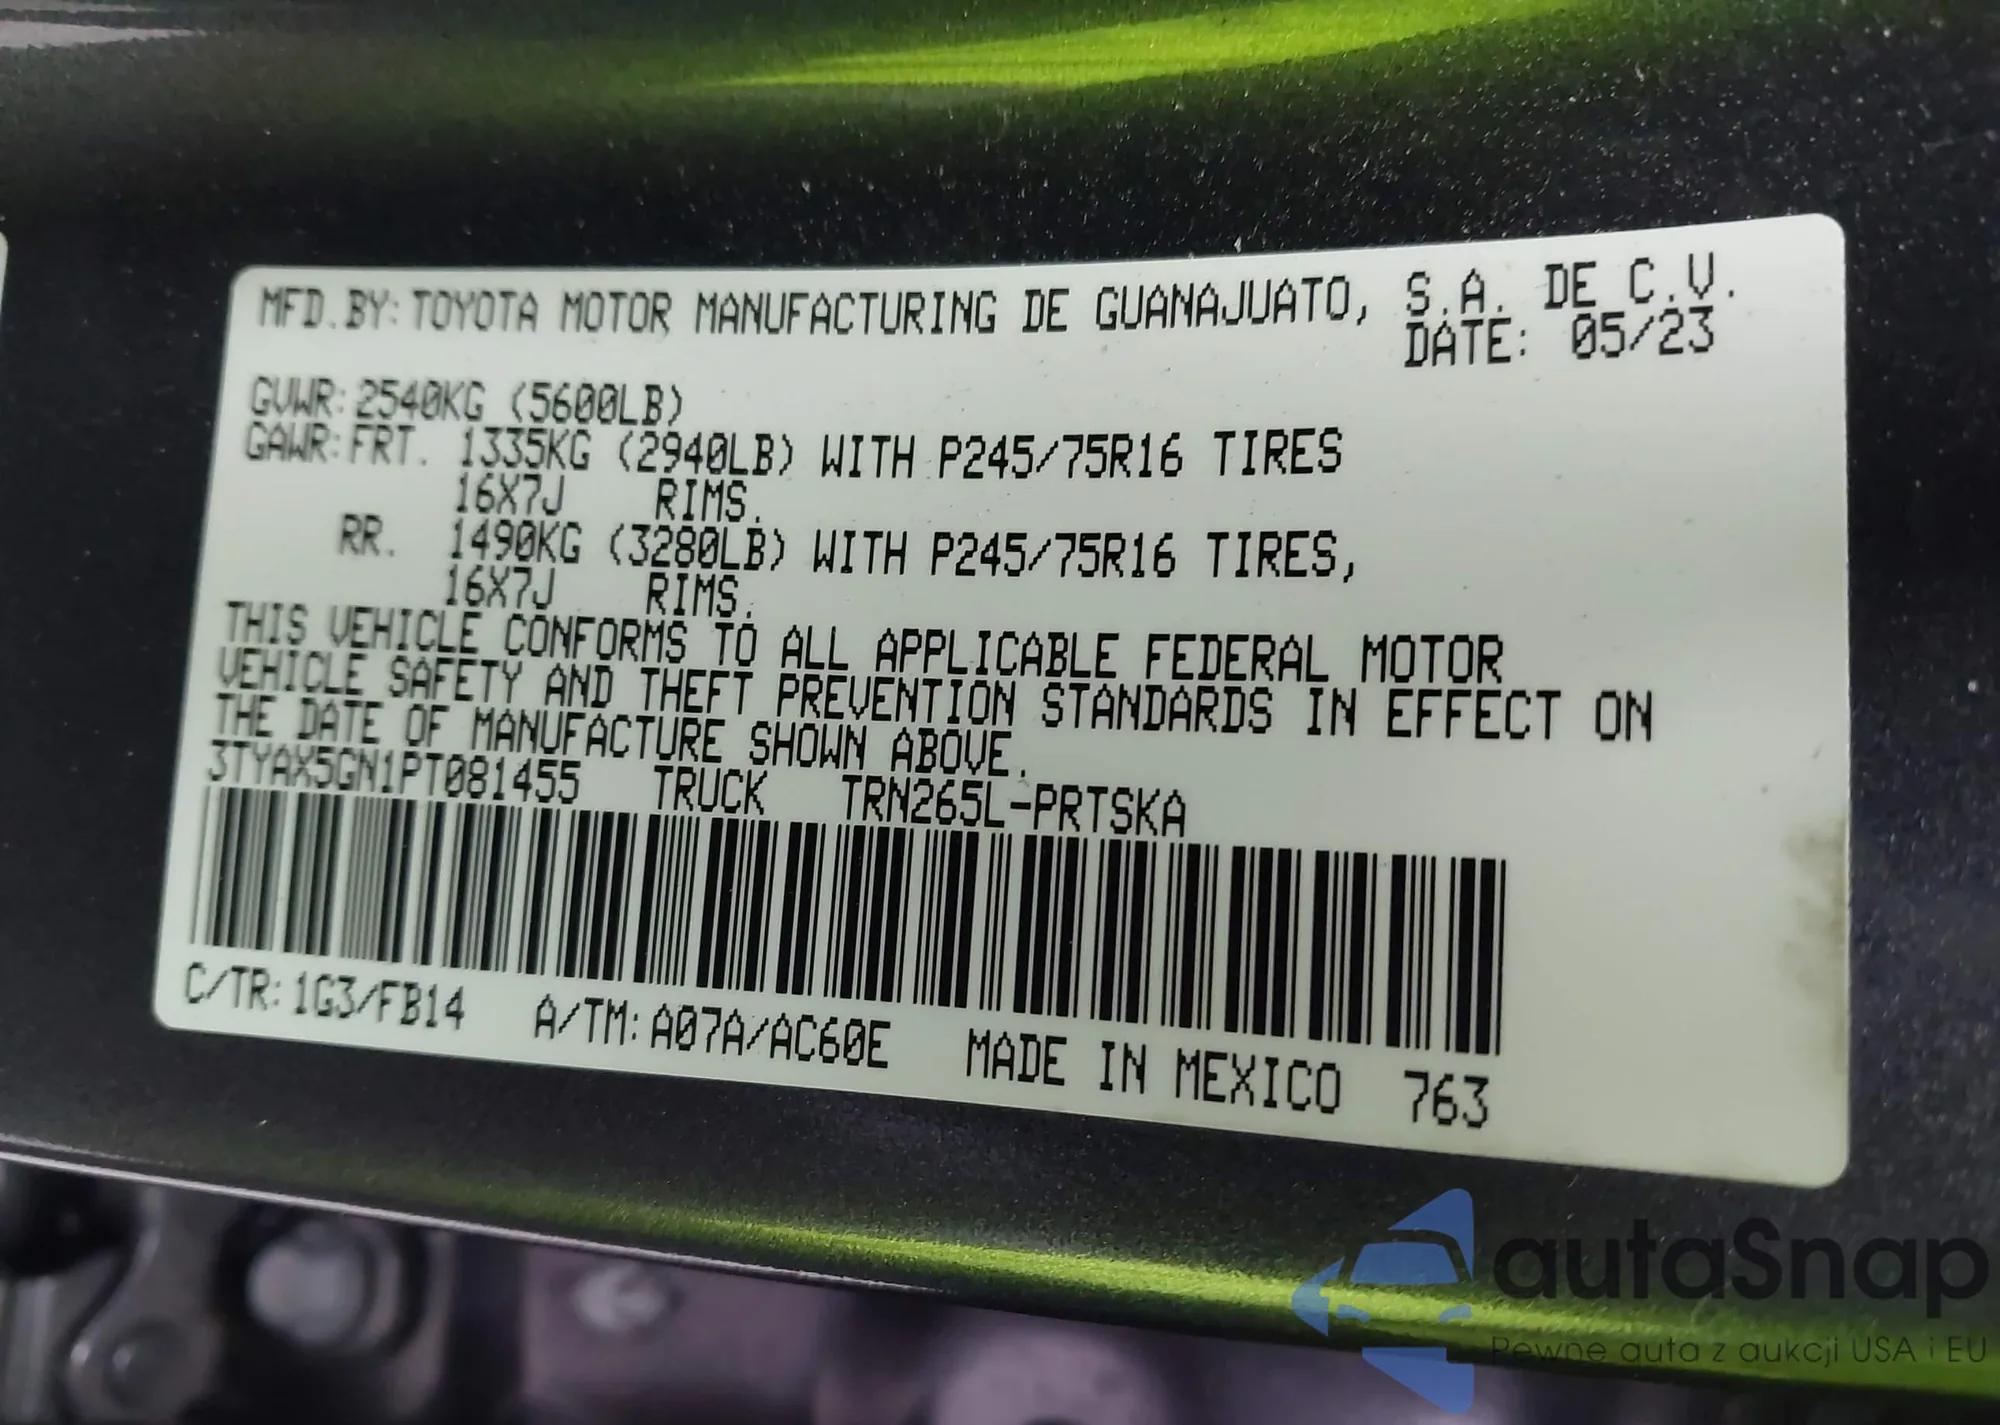 MFD.BY: TOYOTA MOTOR MANUFACTURING DE GUANAJUATO, S.A. DE C.V.
DATE: 05/23
GVWR: 2540KG (5600LB)
GAWR: FRT. 1335KG (2940LB) WITH P245/75R16 TIRES
16X7J RIMS.
RR. 1490KG (3280LB) WITH P245/75R16 TIRES,
16X7J RIMS.
THIS VEHICLE CONFORMS TO ALL APPLICABLE FEDERAL MOTOR
VEHICLE SAFETY AND THEFT PREVENTION STANDARDS IN EFFECT ON
THE DATE OF MANUFACTURE SHOWN ABOVE.
3TYAX5GN1PT081455 TRUCK TRN265L-PRTSKA
C/TR: 1G3/FB14 A/TM: A07A/AC60E MADE IN MEXICO 763
autaSnap
Pewne auta z aukcji USA i EU